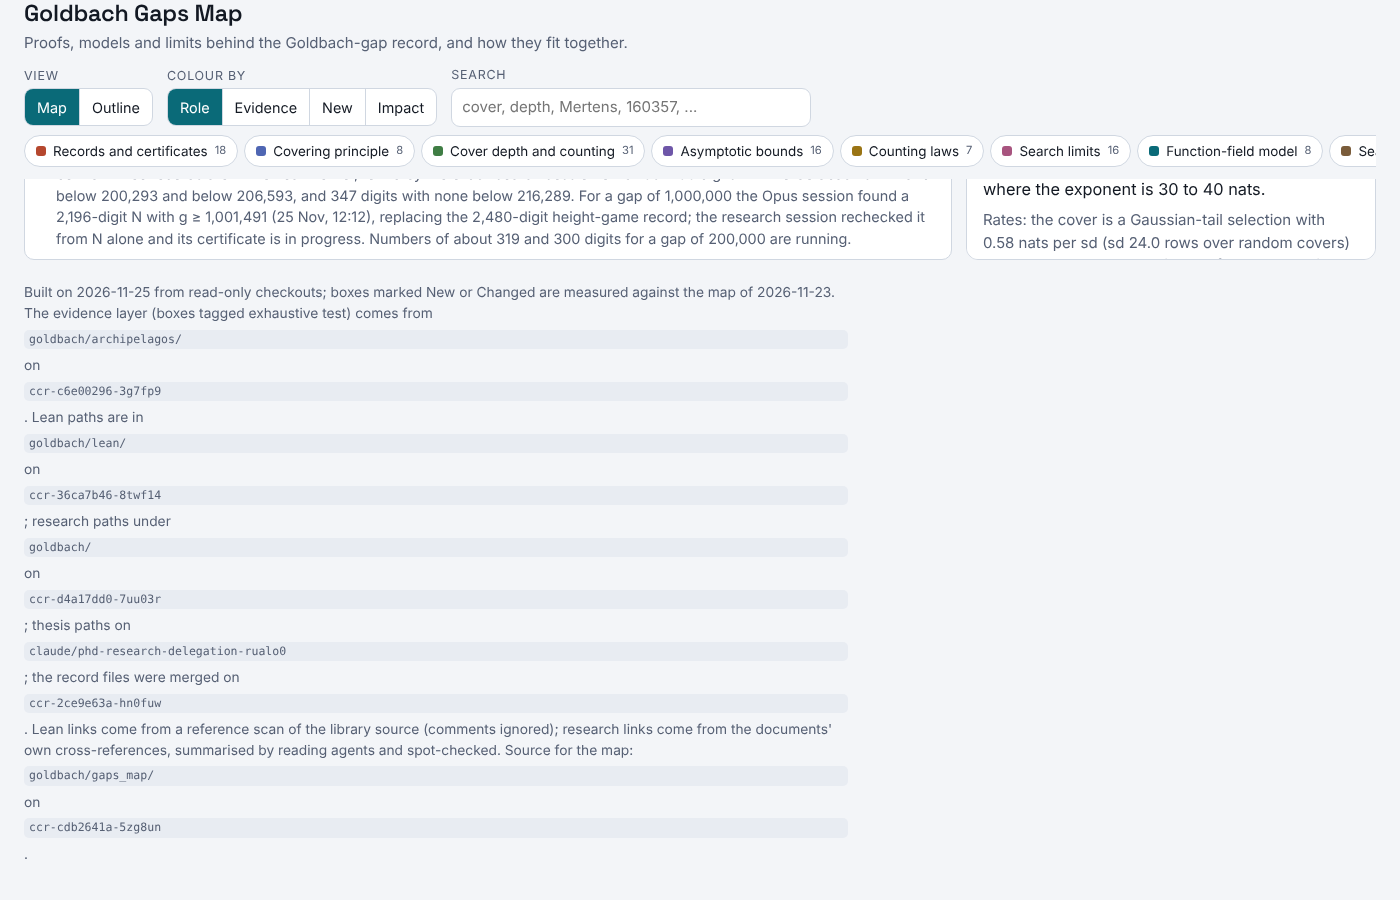 Goldbach Gaps Map
Proofs, models and limits behind the Goldbach-gap record, and how they fit together.
VIEW
COLOUR BY
SEARCH
Map
Outline
Role
Evidence
New
Impact
cover, depth, Mertens, 160357, ...
Records and certificates 18
Covering principle 8
Cover depth and counting 31
Asymptotic bounds 16
Counting laws 7
Search limits 16
Function-field model 8
below 200,293 and below 206,593, and 347 digits with none below 216,289. For a gap of 1,000,000 the Opus session found a
2,196-digit N with g ≥ 1,001,491 (25 Nov, 12:12), replacing the 2,480-digit height-game record; the research session rechecked it
from N alone and its certificate is in progress. Numbers of about 319 and 300 digits for a gap of 200,000 are running.
where the exponent is 30 to 40 nats.
Rates: the cover is a Gaussian-tail selection with
0.58 nats per sd (sd 24.0 rows over random covers)
Built on 2026-11-25 from read-only checkouts; boxes marked New or Changed are measured against the map of 2026-11-23.
The evidence layer (boxes tagged exhaustive test) comes from
goldbach/archipelagos/
on
ccr-c6e00296-3g7fp9
. Lean paths are in
goldbach/lean/
on
ccr-36ca7b46-8twf14
; research paths under
goldbach/
on
ccr-d4a17dd0-7uu03r
; thesis paths on
claude/phd-research-delegation-rualo0
; the record files were merged on
ccr-2ce9e63a-hn0fuw
. Lean links come from a reference scan of the library source (comments ignored); research links come from the documents'
own cross-references, summarised by reading agents and spot-checked. Source for the map:
goldbach/gaps_map/
on
ccr-cdb2641a-5zg8un
.